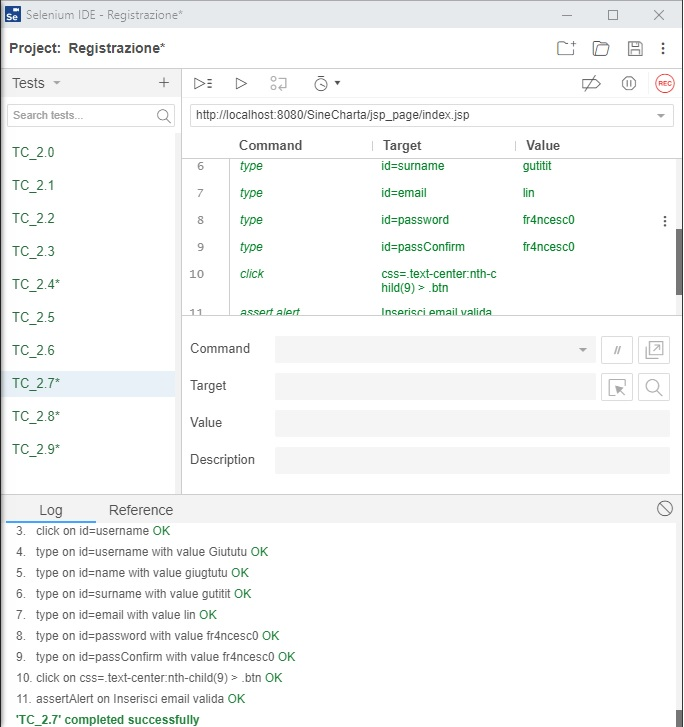 Selenium IDE - Registrazione*
Project: Registrazione*
Tests
Search tests...
TC_2.0
TC_2.1
TC_2.2
TC_2.3
TC_2.4*
TC_2.5
TC_2.6
TC_2.7*
TC_2.8*
TC_2.9*
REC
http://localhost:8080/SineCharta/jsp_page/index.jsp
Command Target Value
6 type id=surname gutitit
7 type id=email lin
8 type id=password fr4ncesc0
9 type id=passConfirm fr4ncesc0
10 click css=.text-center:nth-c
hild(9) > .btn
11 assert alert Inserisci email valida
Command //
Target
Value
Description
Log Reference
3. click on id=username OK
4. type on id=username with value Giututu OK
5. type on id=name with value giugtutu OK
6. type on id=surname with value gutitit OK
7. type on id=email with value lin OK
8. type on id=password with value fr4ncesc0 OK
9. type on id=passConfirm with value fr4ncesc0 OK
10. click on css=.text-center:nth-child(9) > .btn OK
11. assertAlert on Inserisci email valida OK
'TC_2.7' completed successfully